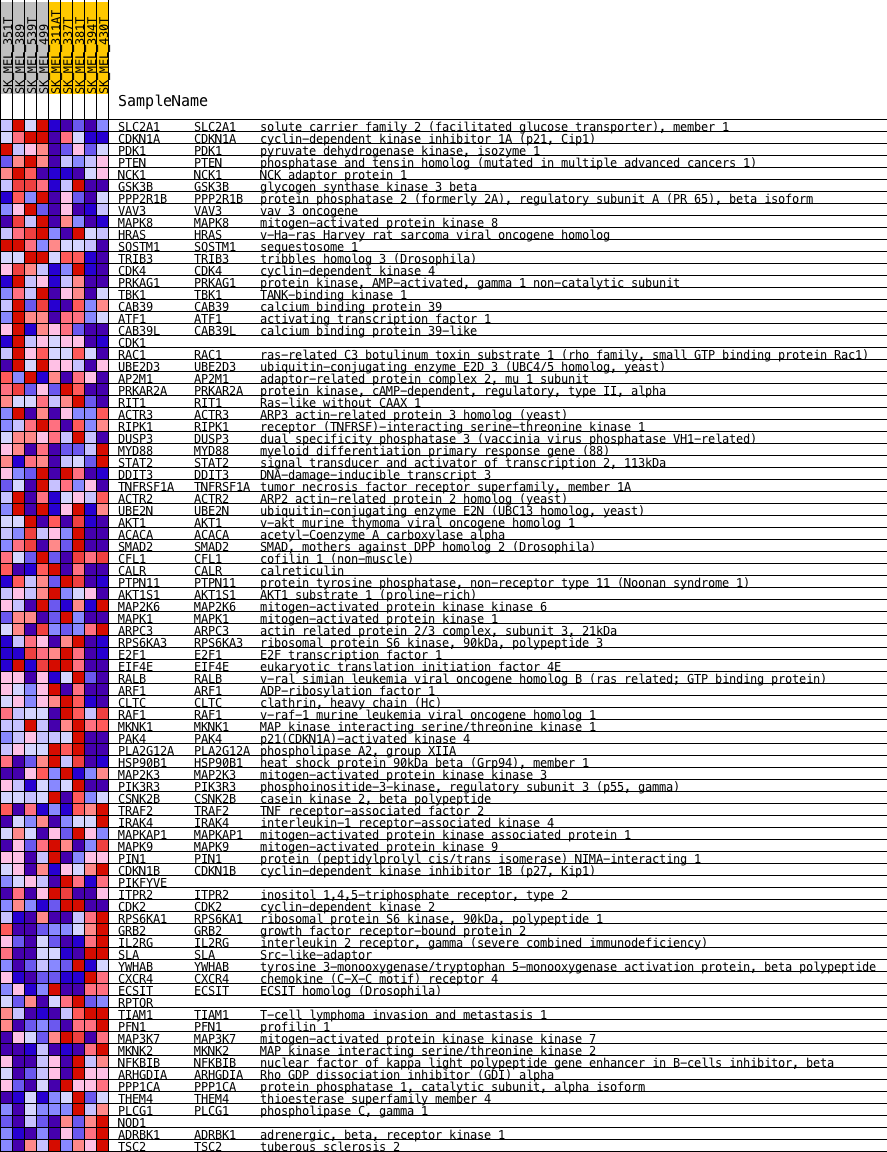 SK_MEL_351T
SK_MEL_389
SK_MEL_539T
SK_MEL_499
SK_MEL_311AT
SK_MEL_337T
SK_MEL_381T
SK_MEL_394T
SK_MEL_430T
SampleName
SLC2A1 SLC2A1 solute carrier family 2 (facilitated glucose transporter), member 1
CDKN1A CDKN1A cyclin-dependent kinase inhibitor 1A (p21, Cip1)
PDK1 PDK1 pyruvate dehydrogenase kinase, isozyme 1
PTEN PTEN phosphatase and tensin homolog (mutated in multiple advanced cancers 1)
NCK1 NCK1 NCK adaptor protein 1
GSK3B GSK3B glycogen synthase kinase 3 beta
PPP2R1B PPP2R1B protein phosphatase 2 (formerly 2A), regulatory subunit A (PR 65), beta isoform
VAV3 VAV3 vav 3 oncogene
MAPK8 MAPK8 mitogen-activated protein kinase 8
HRAS HRAS v-Ha-ras Harvey rat sarcoma viral oncogene homolog
SQSTM1 SQSTM1 sequestosome 1
TRIB3 TRIB3 tribbles homolog 3 (Drosophila)
CDK4 CDK4 cyclin-dependent kinase 4
PRKAG1 PRKAG1 protein kinase, AMP-activated, gamma 1 non-catalytic subunit
TBK1 TBK1 TANK-binding kinase 1
CAB39 CAB39 calcium binding protein 39
ATF1 ATF1 activating transcription factor 1
CAB39L CAB39L calcium binding protein 39-like
CDK1
RAC1 RAC1 ras-related C3 botulinum toxin substrate 1 (rho family, small GTP binding protein Rac1)
UBE2D3 UBE2D3 ubiquitin-conjugating enzyme E2D 3 (UBC4/5 homolog, yeast)
AP2M1 AP2M1 adaptor-related protein complex 2, mu 1 subunit
PRKAR2A PRKAR2A protein kinase, cAMP-dependent, regulatory, type II, alpha
RIT1 RIT1 Ras-like without CAAX 1
ACTR3 ACTR3 ARP3 actin-related protein 3 homolog (yeast)
RIPK1 RIPK1 receptor (TNFRSF)-interacting serine-threonine kinase 1
DUSP3 DUSP3 dual specificity phosphatase 3 (vaccinia virus phosphatase VH1-related)
MYD88 MYD88 myeloid differentiation primary response gene (88)
STAT2 STAT2 signal transducer and activator of transcription 2, 113kDa
DDIT3 DDIT3 DNA-damage-inducible transcript 3
TNFRSF1A TNFRSF1A tumor necrosis factor receptor superfamily, member 1A
ACTR2 ACTR2 ARP2 actin-related protein 2 homolog (yeast)
UBE2N UBE2N ubiquitin-conjugating enzyme E2N (UBC13 homolog, yeast)
AKT1 AKT1 v-akt murine thymoma viral oncogene homolog 1
ACACA ACACA acetyl-Coenzyme A carboxylase alpha
SMAD2 SMAD2 SMAD, mothers against DPP homolog 2 (Drosophila)
CFL1 CFL1 cofilin 1 (non-muscle)
CALR CALR calreticulin
PTPN11 PTPN11 protein tyrosine phosphatase, non-receptor type 11 (Noonan syndrome 1)
AKT1S1 AKT1S1 AKT1 substrate 1 (proline-rich)
MAP2K6 MAP2K6 mitogen-activated protein kinase kinase 6
MAPK1 MAPK1 mitogen-activated protein kinase 1
ARPC3 ARPC3 actin related protein 2/3 complex, subunit 3, 21kDa
RPS6KA3 RPS6KA3 ribosomal protein S6 kinase, 90kDa, polypeptide 3
E2F1 E2F1 E2F transcription factor 1
EIF4E EIF4E eukaryotic translation initiation factor 4E
RALB RALB v-ral simian leukemia viral oncogene homolog B (ras related; GTP binding protein)
ARF1 ARF1 ADP-ribosylation factor 1
CLTC CLTC clathrin, heavy chain (Hc)
RAF1 RAF1 v-raf-1 murine leukemia viral oncogene homolog 1
MKNK1 MKNK1 MAP kinase interacting serine/threonine kinase 1
PAK4 PAK4 p21(CDKN1A)-activated kinase 4
PLA2G12A PLA2G12A phospholipase A2, group XIIA
HSP90B1 HSP90B1 heat shock protein 90kDa beta (Grp94), member 1
MAP2K3 MAP2K3 mitogen-activated protein kinase kinase 3
PIK3R3 PIK3R3 phosphoinositide-3-kinase, regulatory subunit 3 (p55, gamma)
CSNK2B CSNK2B casein kinase 2, beta polypeptide
TRAF2 TRAF2 TNF receptor-associated factor 2
IRAK4 IRAK4 interleukin-1 receptor-associated kinase 4
MAPKAP1 MAPKAP1 mitogen-activated protein kinase associated protein 1
MAPK9 MAPK9 mitogen-activated protein kinase 9
PIN1 PIN1 protein (peptidylprolyl cis/trans isomerase) NIMA-interacting 1
CDKN1B CDKN1B cyclin-dependent kinase inhibitor 1B (p27, Kip1)
PIKFYVE
ITPR2 ITPR2 inositol 1,4,5-triphosphate receptor, type 2
CDK2 CDK2 cyclin-dependent kinase 2
RPS6KA1 RPS6KA1 ribosomal protein S6 kinase, 90kDa, polypeptide 1
GRB2 GRB2 growth factor receptor-bound protein 2
IL2RG IL2RG interleukin 2 receptor, gamma (severe combined immunodeficiency)
SLA SLA Src-like-adaptor
YWHAB YWHAB tyrosine 3-monooxygenase/tryptophan 5-monooxygenase activation protein, beta polypeptide
CXCR4 CXCR4 chemokine (C-X-C motif) receptor 4
ECSIT ECSIT ECSIT homolog (Drosophila)
RPTOR
TIAM1 TIAM1 T-cell lymphoma invasion and metastasis 1
PFN1 PFN1 profilin 1
MAP3K7 MAP3K7 mitogen-activated protein kinase kinase kinase 7
MKNK2 MKNK2 MAP kinase interacting serine/threonine kinase 2
NFKBIB NFKBIB nuclear factor of kappa light polypeptide gene enhancer in B-cells inhibitor, beta
ARHGDIA ARHGDIA Rho GDP dissociation inhibitor (GDI) alpha
PPP1CA PPP1CA protein phosphatase 1, catalytic subunit, alpha isoform
THEM4 THEM4 thioesterase superfamily member 4
PLCG1 PLCG1 phospholipase C, gamma 1
NOD1
ADRBK1 ADRBK1 adrenergic, beta, receptor kinase 1
TSC2 TSC2 tuberous sclerosis 2